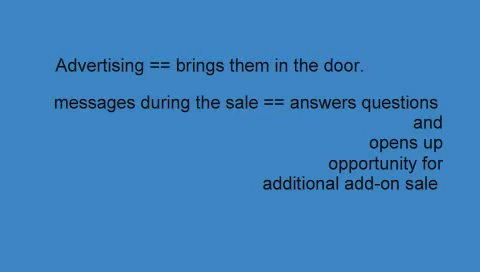 Advertising == brings them in the door.
messages during the sale == answers questions
and
opens up
opportunity for
additional add-on sale